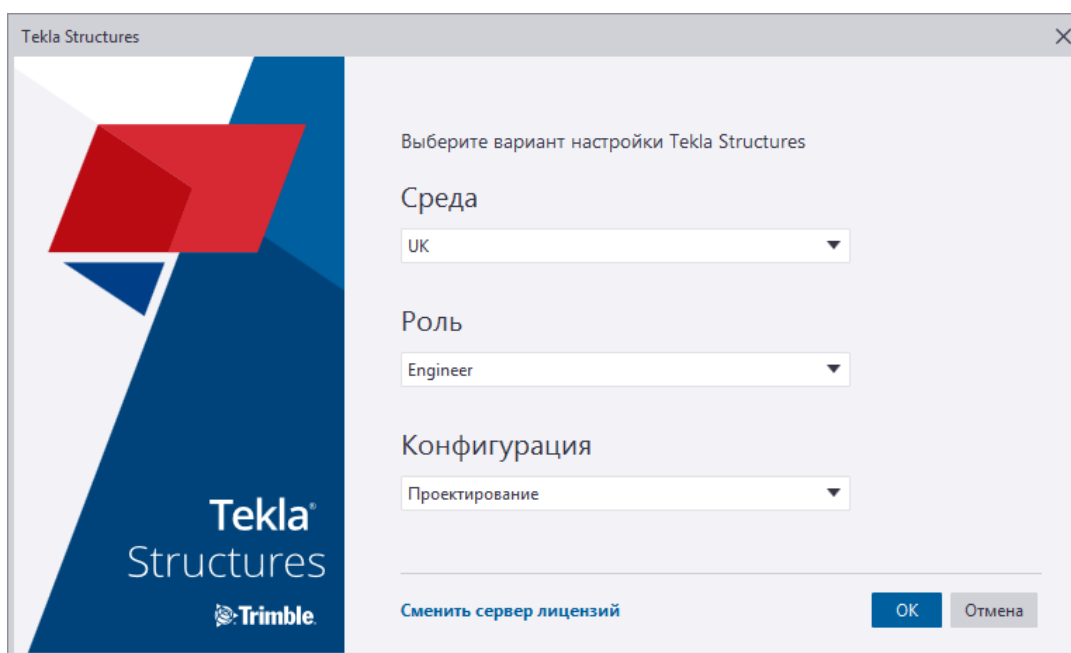 Tekla Structures
Выберите вариант настройки Tekla Structures
Среда
UK
Роль
Engineer
Конфигурация
Проектирование
Tekla®
Structures
Trimble.
Сменить сервер лицензий
ОК
Отмена